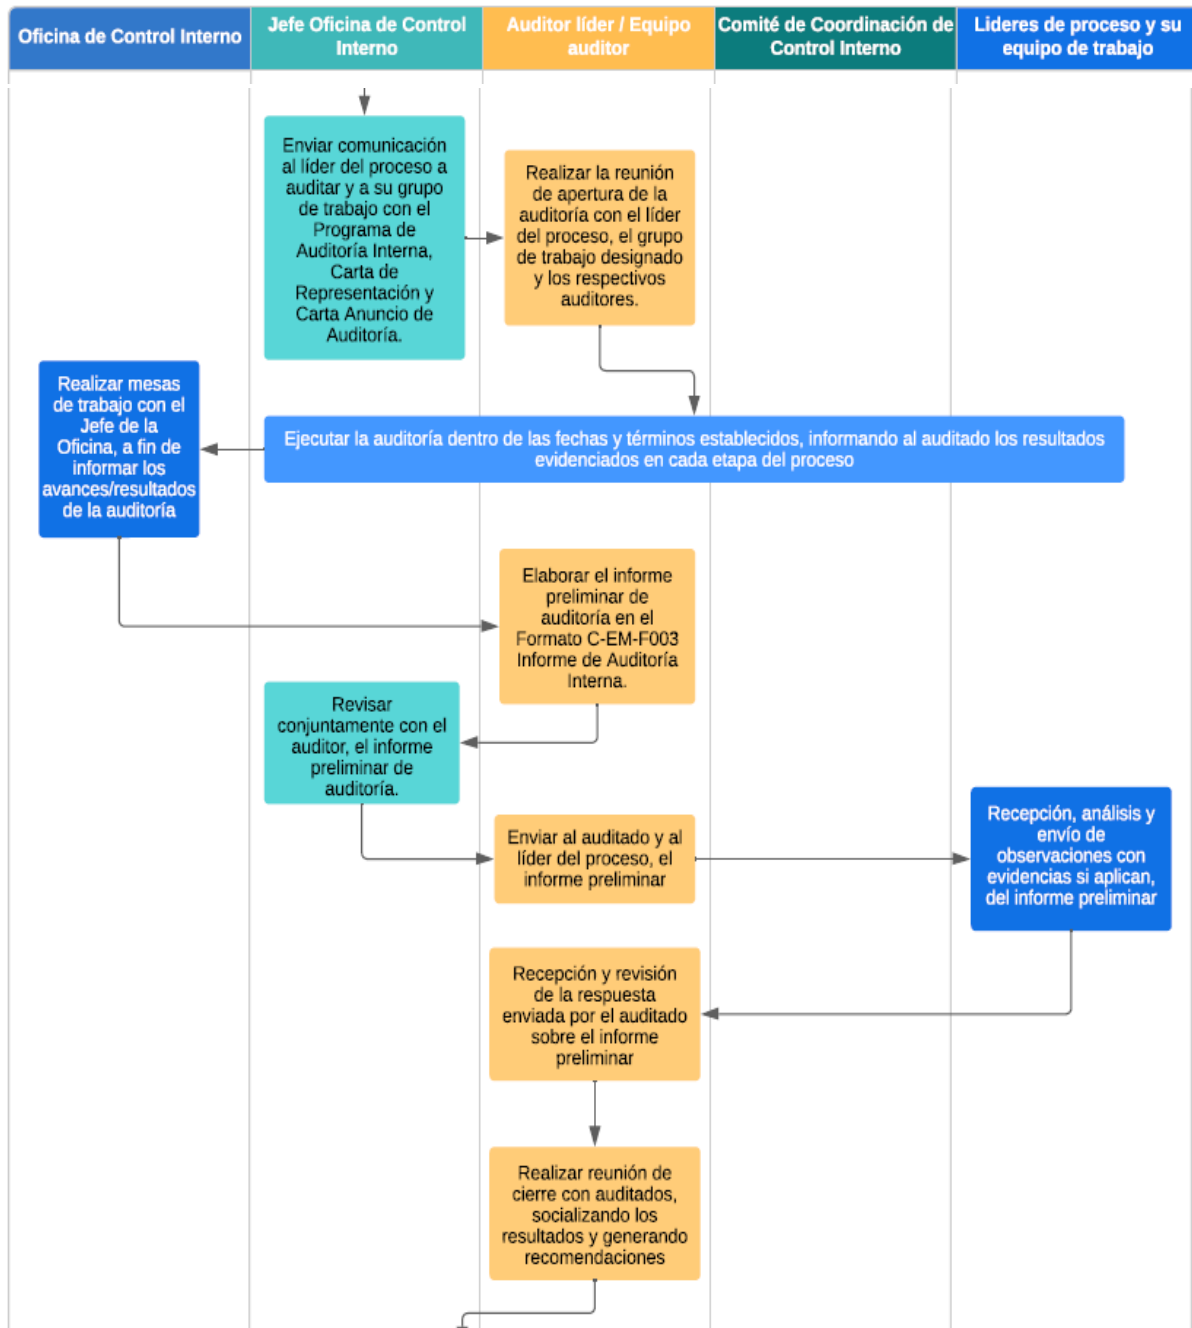 Oficina de Control Interno
Jefe Oficina de Control
Interno
Auditor líder / Equipo
auditor
Comité de Coordinación de
Control Interno
Lideres de proceso y su
equipo de trabajo
Enviar comunicación
al líder del proceso a
auditar y a su grupo
de trabajo con el
Programa de
Auditoría Interna,
Carta de
Representación y
Carta Anuncio de
Auditoría.
Realizar la reunión
de apertura de la
auditoría con el líder
del proceso, el grupo
de trabajo designado
y los respectivos
auditores.
Realizar mesas
de trabajo con el
Jefe de la
Oficina, a fin de
informar los
avances/resultados
de la auditoría
Ejecutar la auditoría dentro de las fechas y términos establecidos, informando al auditado los resultados
evidenciados en cada etapa del proceso
Elaborar el informe
preliminar de
auditoría en el
Formato C-EM-F003
Informe de Auditoría
Interna.
Revisar
conjuntamente con el
auditor, el informe
preliminar de
auditoría.
Enviar al auditado y al
líder del proceso, el
informe preliminar
Recepción, análisis y
envío de
observaciones con
evidencias si aplican,
del informe preliminar
Recepción y revisión
de la respuesta
enviada por el auditado
sobre el informe
preliminar
Realizar reunión de
cierre con auditados,
socializando los
resultados y generando
recomendaciones